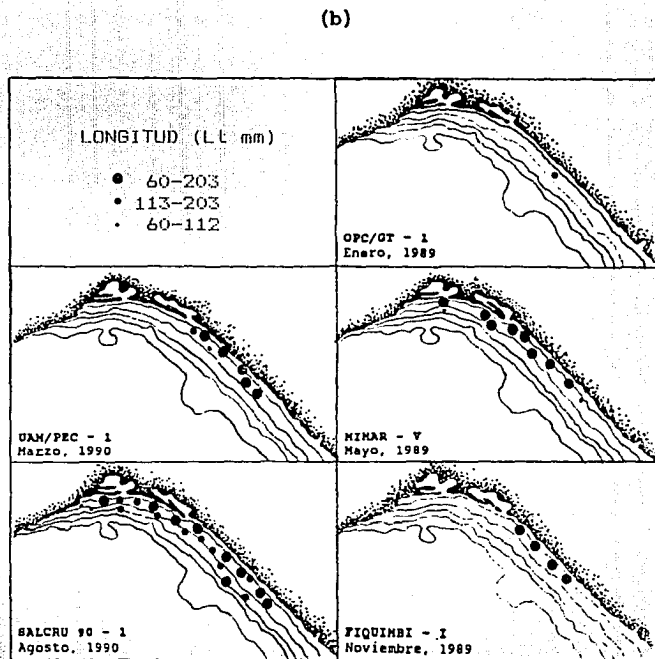 (b)
LONGITUD (Lt mm)
60-203
113-203
60-112
OPC/GT - 1
Enero, 1989
UAM/PEC - 1
Marzo, 1990
MIMAR - V
Mayo, 1989
SALCRU 90 - 1
Agosto, 1990
FIQUIMBI - I
Noviembre, 1989